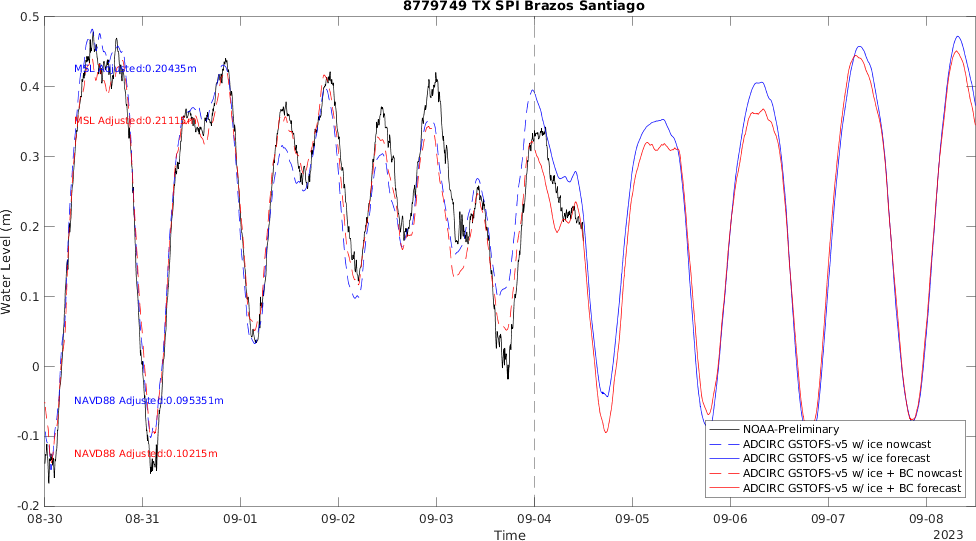 8779749 TX SPI Brazos Santiago
0.5
0.4
0.3
0.2
0.1
0
-0.1
-0.2
Water Level (m)
MSL Adjusted:0.20435m
MSL Adjusted:0.21115m
NAVD88 Adjusted:0.095351m
NAVD88 Adjusted:0.10215m
NOAA-Preliminary
ADCIRC GSTOFS-v5 w/ ice nowcast
ADCIRC GSTOFS-v5 w/ ice forecast
ADCIRC GSTOFS-v5 w/ ice + BC nowcast
ADCIRC GSTOFS-v5 w/ ice + BC forecast
08-30 08-31 09-01 09-02 09-03 09-04 09-05 09-06 09-07 09-08
Time
2023